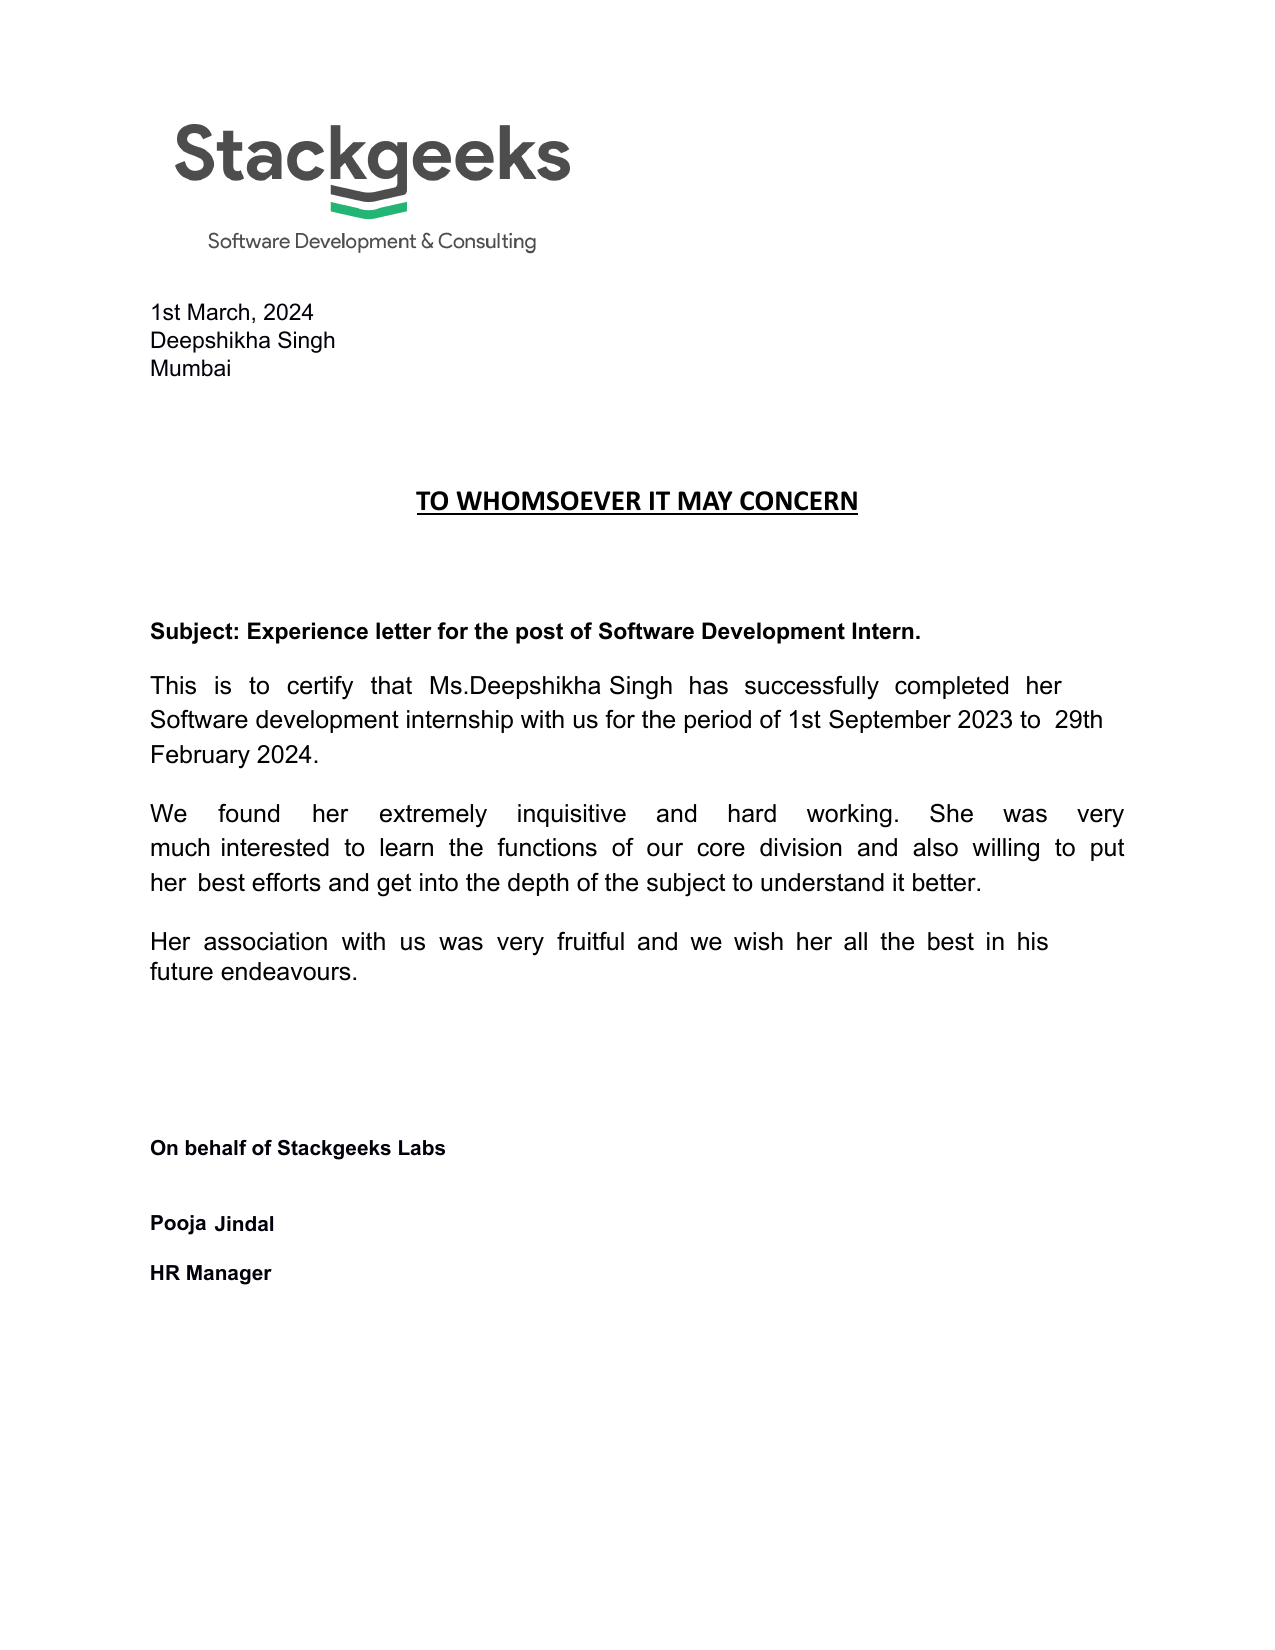 Stackgeeks
Software Development & Consulting
1st March, 2024
Deepshikha Singh
Mumbai
TO WHOMSOEVER IT MAY CONCERN
Subject: Experience letter for the post of Software Development Intern.
This is to certify that Ms.Deepshikha Singh has successfully completed her
Software development internship with us for the period of 1st September 2023 to 29th
February 2024.
We found her extremely inquisitive and hard working. She was very
much interested to learn the functions of our core division and also willing to put
her best efforts and get into the depth of the subject to understand it better.
Her association with us was very fruitful and we wish her all the best in his
future endeavours.
On behalf of Stackgeeks Labs
Pooja Jindal
HR Manager